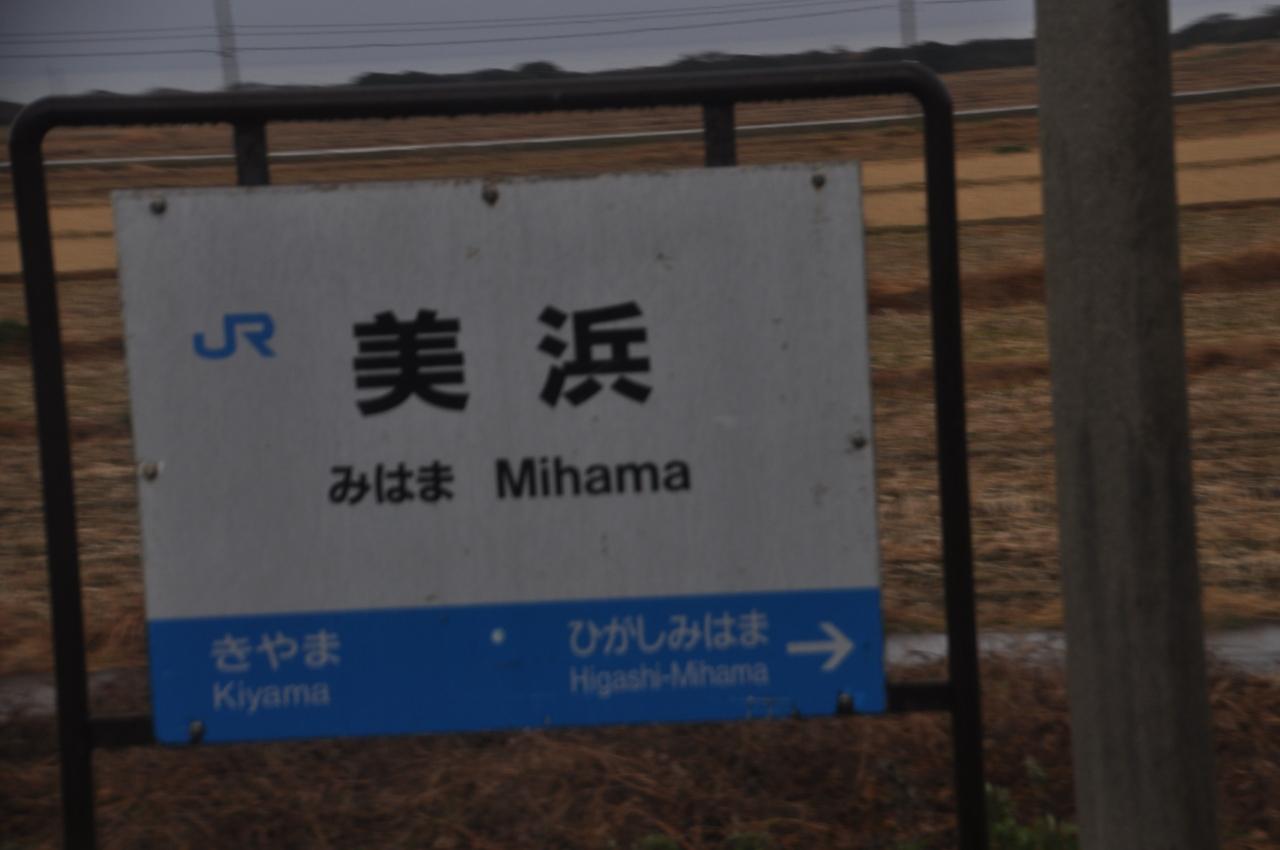 JR 美浜
みはま Mihama
きやま ひがしみはま →
Kiyama Higashi-Mihama